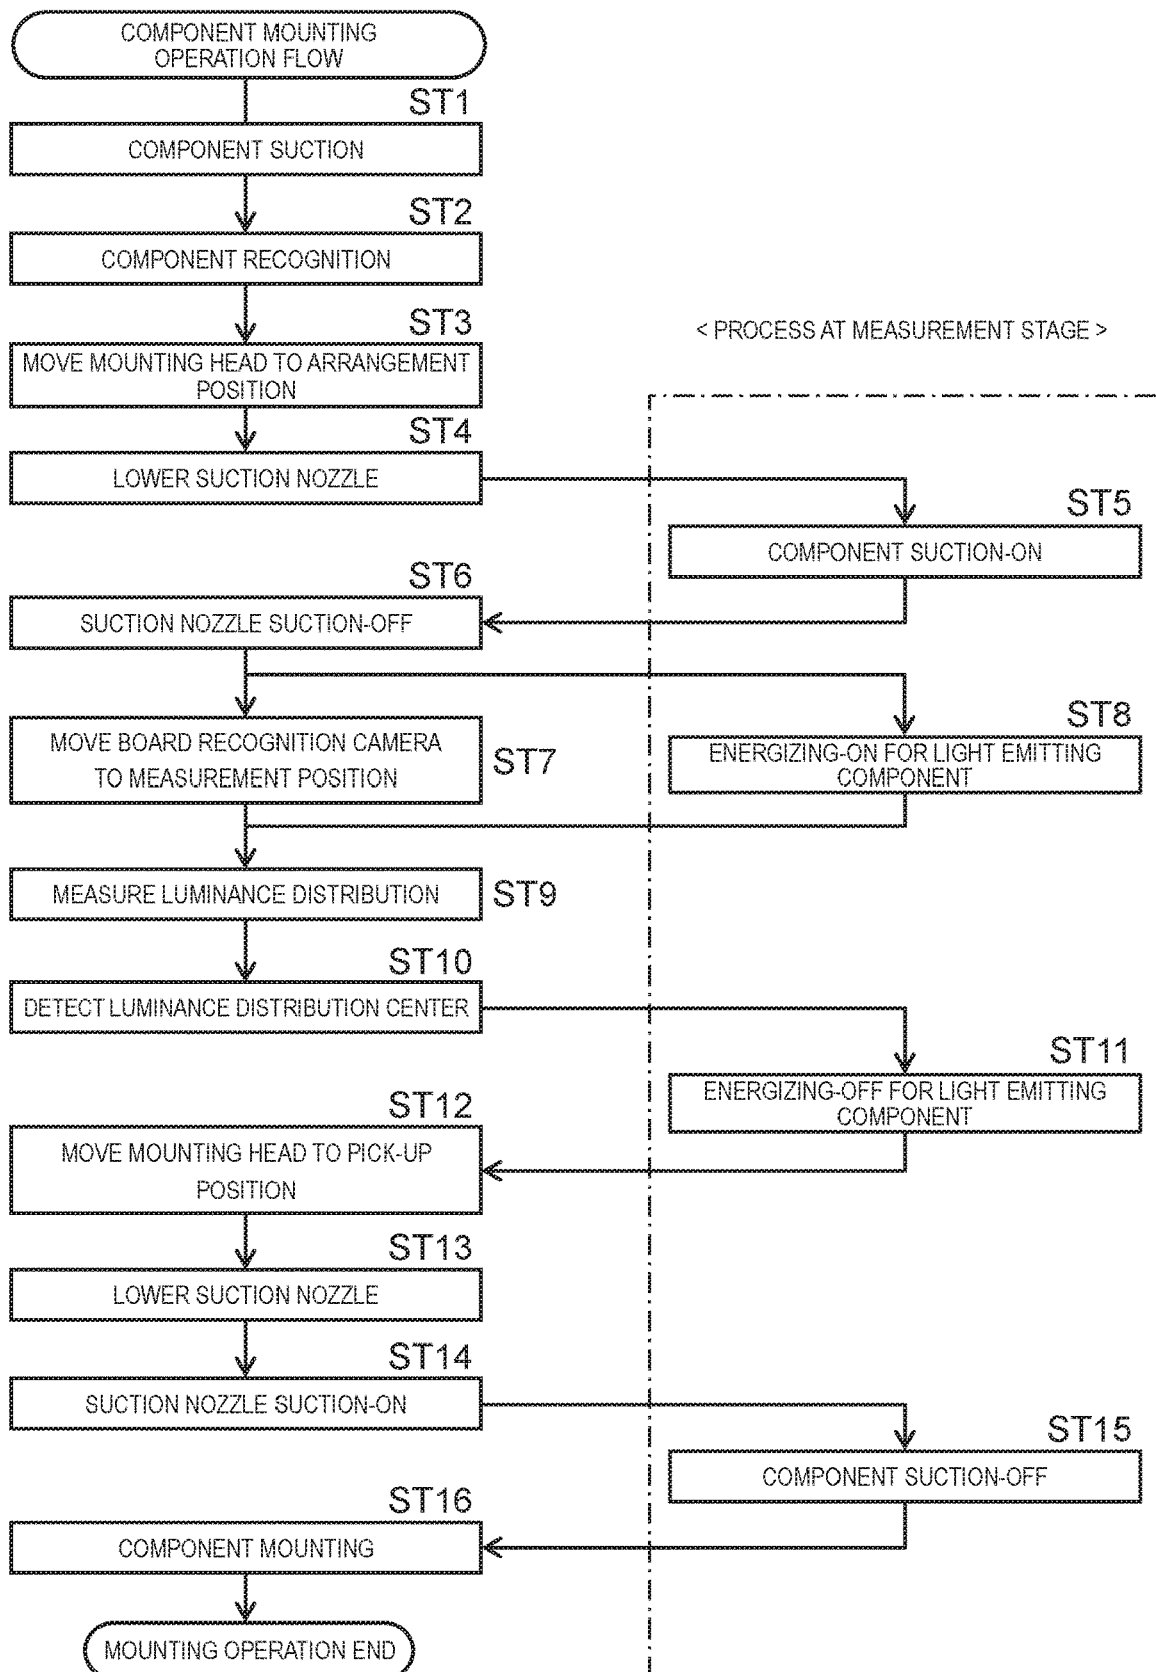 COMPONENT MOUNTING
OPERATION FLOW
ST1
COMPONENT SUCTION
ST2
COMPONENT RECOGNITION
ST3
< PROCESS AT MEASUREMENT STAGE >
MOVE MOUNTING HEAD TO ARRANGEMENT
POSITION
ST4
LOWER SUCTION NOZZLE
ST5
COMPONENT SUCTION-ON
ST6
SUCTION NOZZLE SUCTION-OFF
MOVE BOARD RECOGNITION CAMERA
TO MEASUREMENT POSITION
ST7
ST8
ENERGIZING-ON FOR LIGHT EMITTING
COMPONENT
MEASURE LUMINANCE DISTRIBUTION
ST9
ST10
DETECT LUMINANCE DISTRIBUTION CENTER
ST11
ENERGIZING-OFF FOR LIGHT EMITTING
COMPONENT
ST12
MOVE MOUNTING HEAD TO PICK-UP
POSITION
ST13
LOWER SUCTION NOZZLE
ST14
SUCTION NOZZLE SUCTION-ON
ST15
COMPONENT SUCTION-OFF
ST16
COMPONENT MOUNTING
MOUNTING OPERATION END